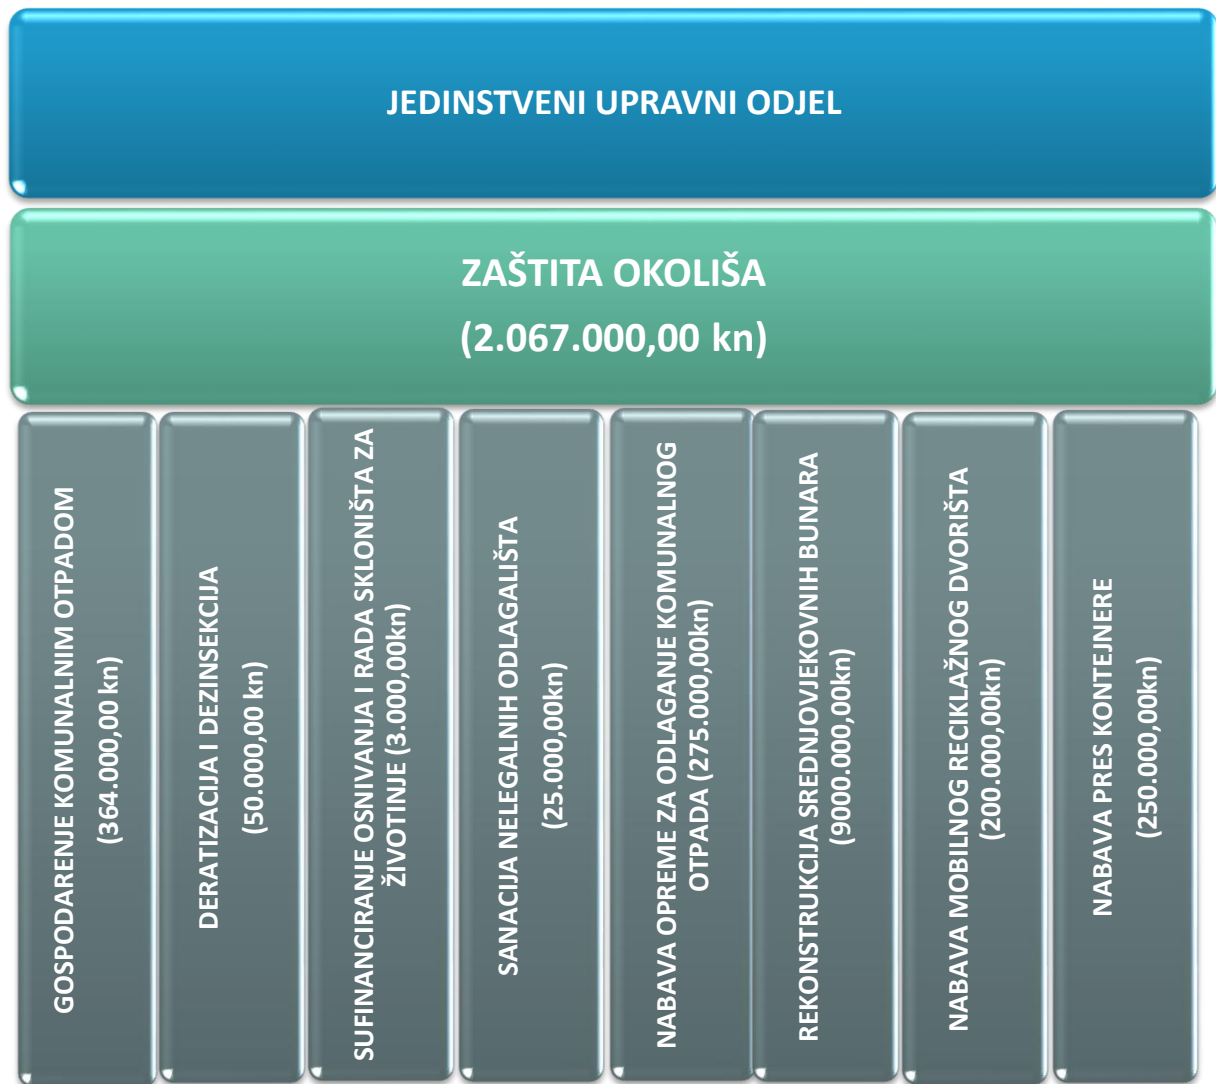 JEDINSTVENI UPRAVNI ODJEL
ZAŠTITA OKOLIŠA
(2.067.000,00 kn)
GOSPODARENJE KOMUNALNIM OTPADOM
(364.000,00 kn)
DERATIZACIJA I DEZINSEKCIJA
(50.000,00 kn)
SUFINANCIRANJE OSNIVANJA I RADA SKLONIŠTA ZA
ŽIVOTINJE (3.000,00kn)
SANACIJA NELEGALNIH ODLAGALIŠTA
(25.000,00kn)
NABAVA OPREME ZA ODLAGANJE KOMUNALNOG
OTPADA (275.000,00kn)
REKONSTRUKCIJA SREDNJOVJEKOVNIH BUNARA
(9000.000,00kn)
NABAVA MOBILNOG RECIKLAŽNOG DVORIŠTA
(200.000,00kn)
NABAVA PRES KONTEJNERE
(250.000,00kn)